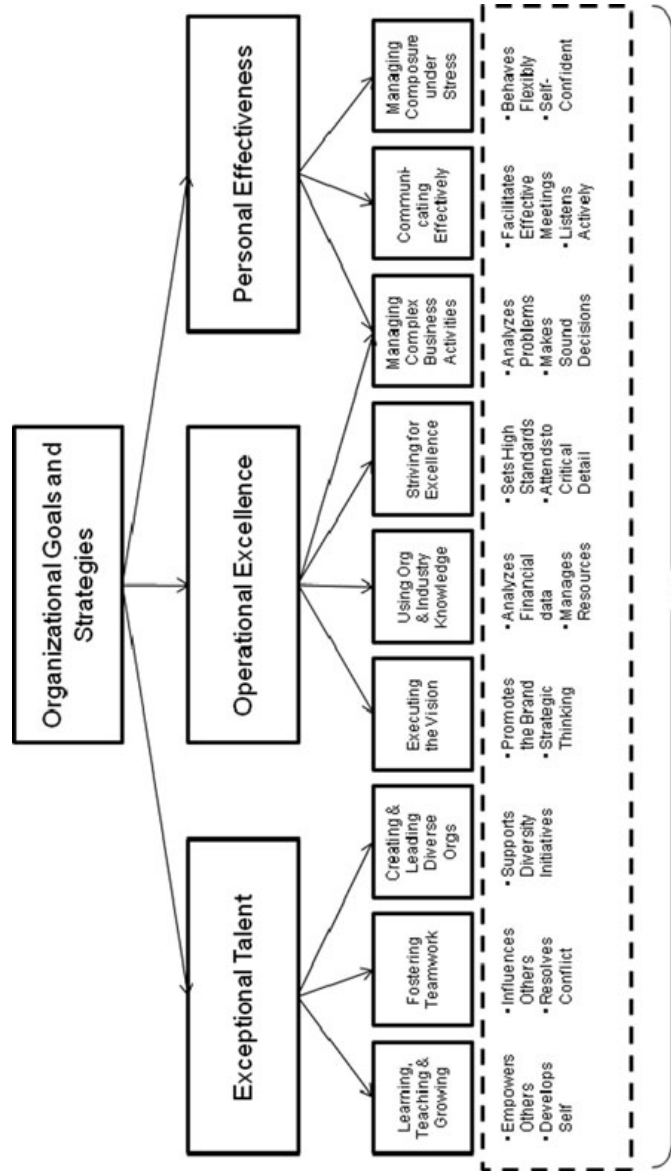 Organizational Goals and
Strategies
Exceptional Talent
Operational Excellence
Personal Effectiveness
Learning,
Teaching &
Growing
Fostering
Teamwork
Creating &
Leading
Diverse
Orgs
Executing
the Vision
Using Org
& Industry
Knowledge
Striving for
Excellence
Managing
Complex
Business
Activities
Communi-
cating
Effectively
Managing
Composure
under
Stress
▪ Empowers
Others
▪ Develops
Self
▪ Influences
Others
▪ Resolves
Conflict
▪ Supports
Diversity
Initiatives
▪ Promotes
the Brand
▪ Strategic
Thinking
▪ Analyzes
Financial
data
▪ Manages
Resources
▪ Sets High
Standards
▪ Attends to
Critical
Detail
▪ Analyzes
Problems
▪ Makes
Sound
Decisions
▪ Facilitates
Effective
Meetings
▪ Listens
Actively
▪ Behaves
Flexibly
▪ Self-
Confident